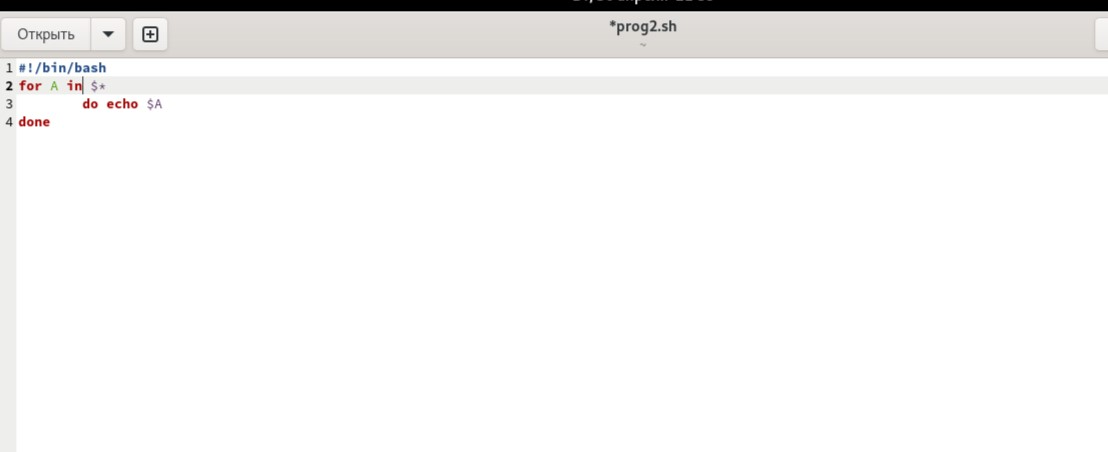 Открыть
*prog2.sh
1 #!/bin/bash
2 for A in $*
3         do echo $A
4 done